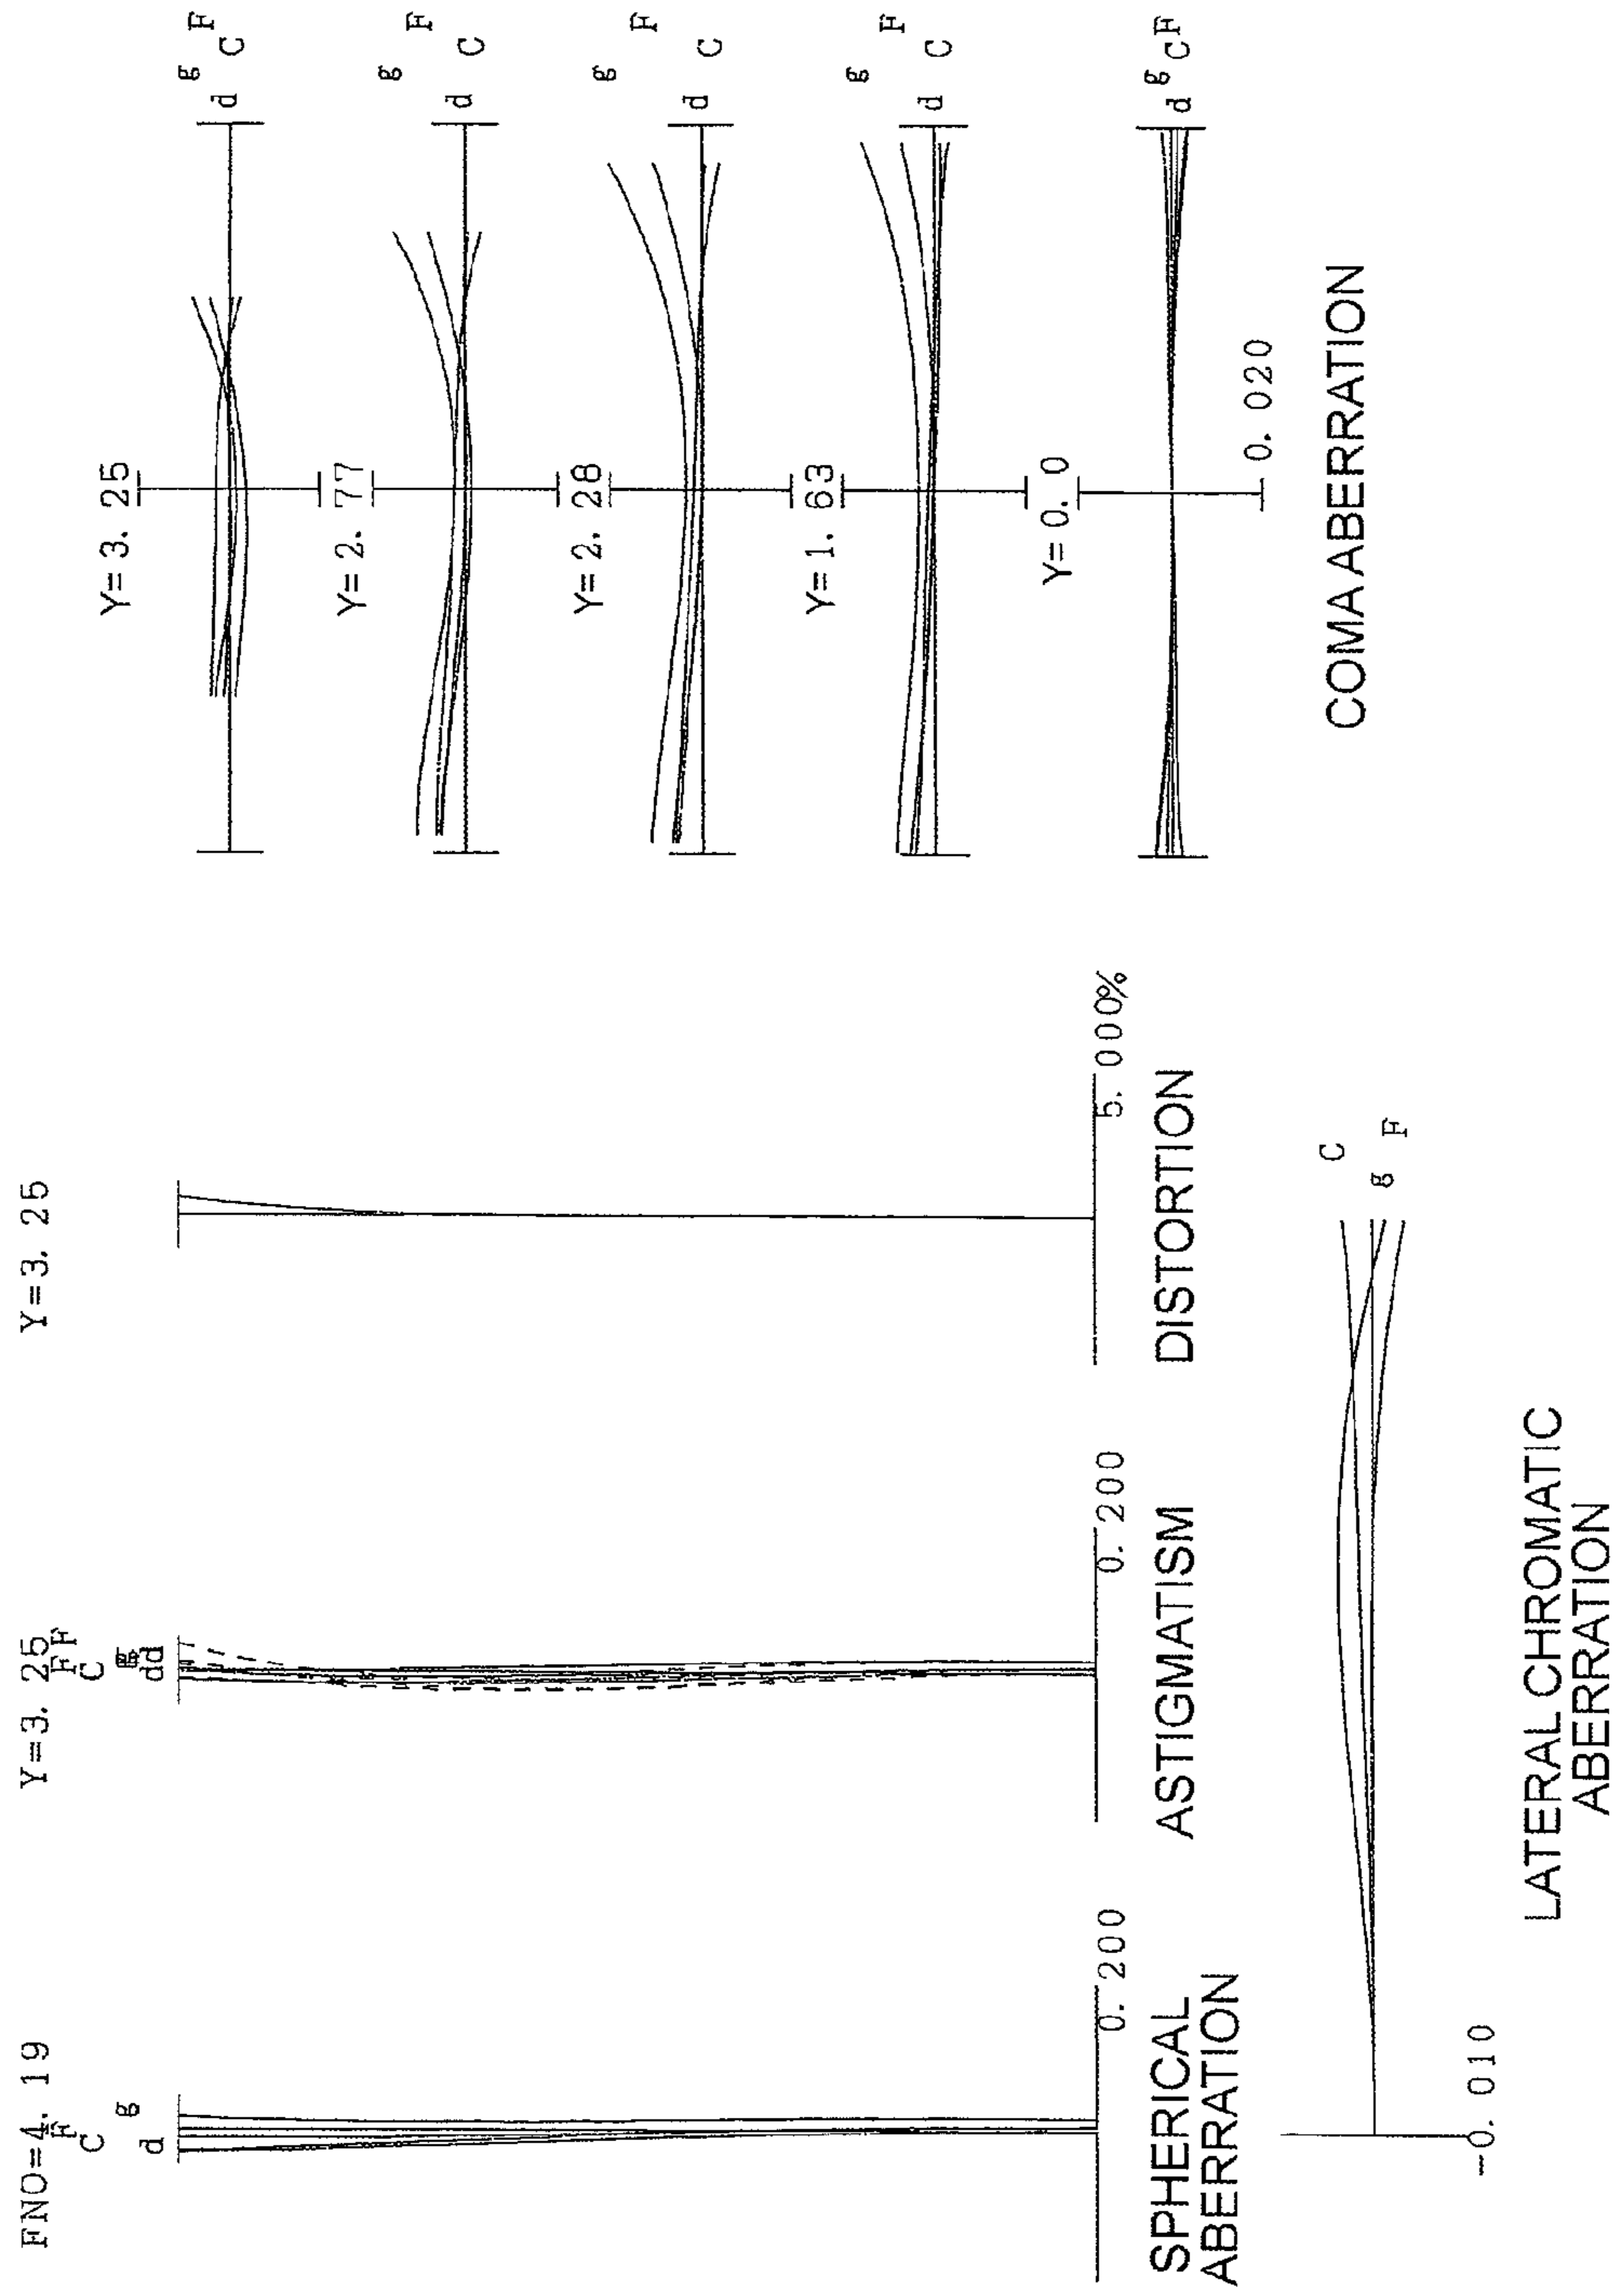 FNO=4. 19
F
C
g
d
0. 200
SPHERICAL
ABERRATION
Y=3. 25
F F
C
g
dd
0. 200
ASTIGMATISM
Y=3. 25
5. 000%
DISTORTION
Y=3. 25
g F
d C
Y=2. 77
g F
d C
Y=2. 28
g F
d C
Y=1. 63
g F
d C
Y=0. 0
g F
d C
0. 020
COMA ABERRATION
C
g
F
-0. 010
LATERAL CHROMATIC
ABERRATION